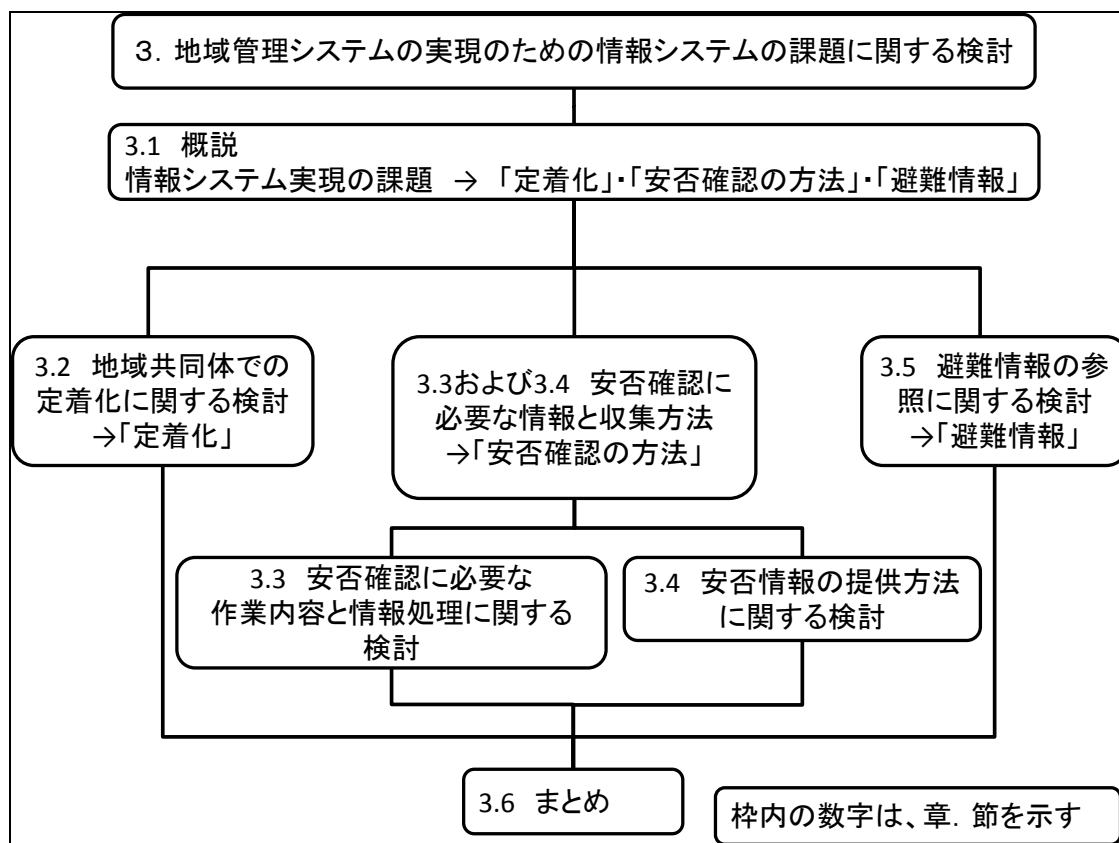 ３．地域管理システムの実現のための情報システムの課題に関する検討
3.1 概説
情報システム実現の課題 → 「定着化」・「安否確認の方法」・「避難情報」
3.2 地域共同体での
定着化に関する検討
→「定着化」
3.3および3.4 安否確認に
必要な情報と収集方法
→「安否確認の方法」
3.5 避難情報の参
照に関する検討
→「避難情報」
3.3 安否確認に必要な
作業内容と情報処理に関する
検討
3.4 安否情報の提供方法
に関する検討
3.6 まとめ
枠内の数字は、章．節を示す